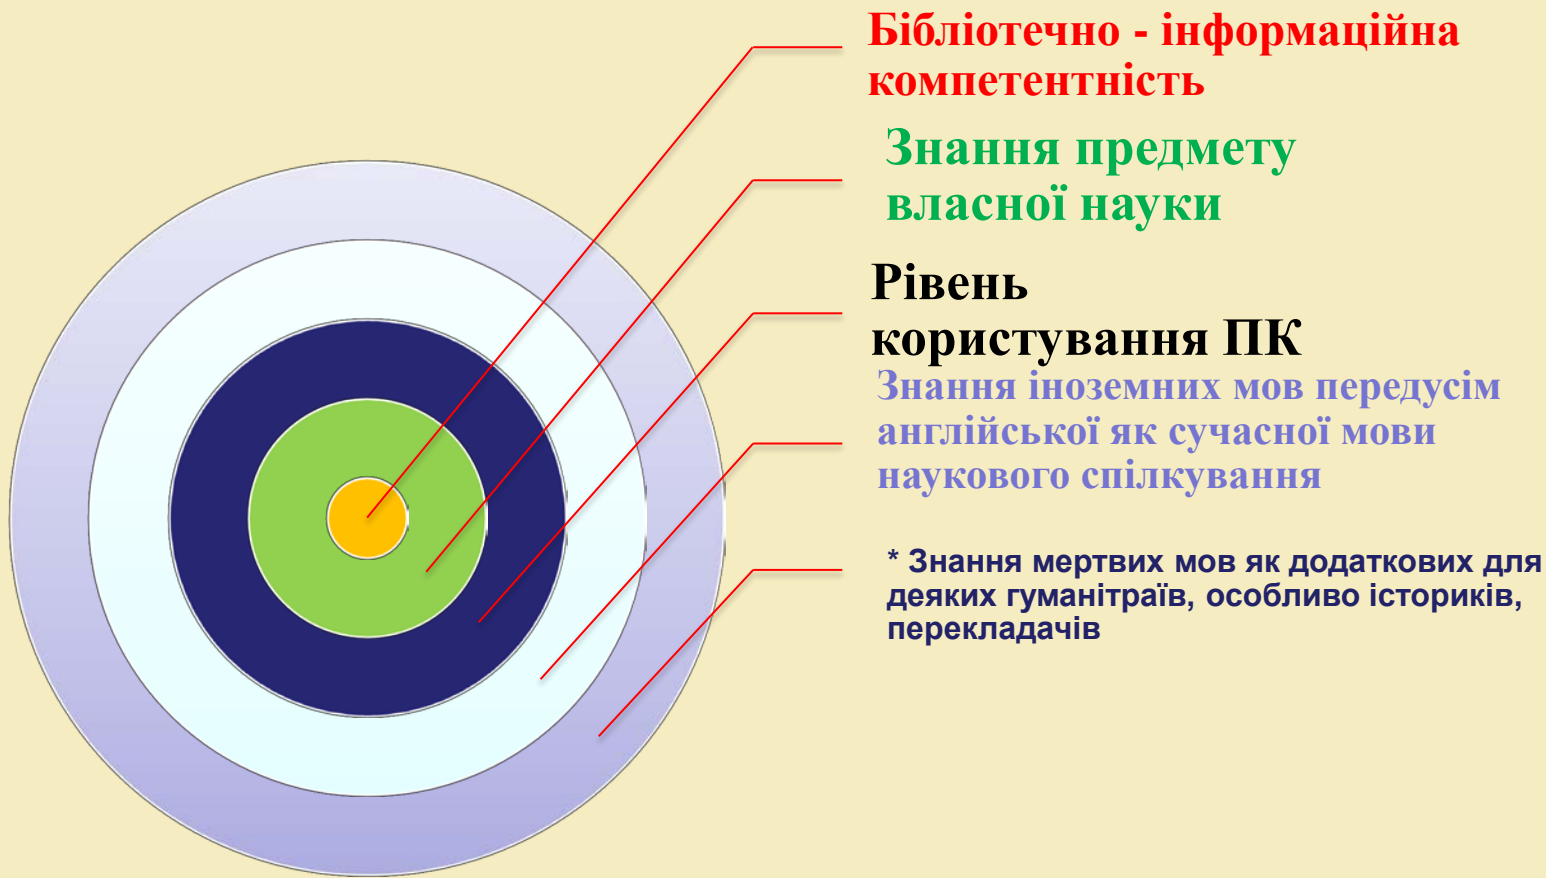 Бібліотечно - інформаційна
компетентність
Знання предмету
власної науки
Рівень
користування ПК
Знання іноземних мов передусім
англійської як сучасної мови
наукового спілкування
* Знання мертвих мов як додаткових для
деяких гуманітраїв, особливо істориків,
перекладачів